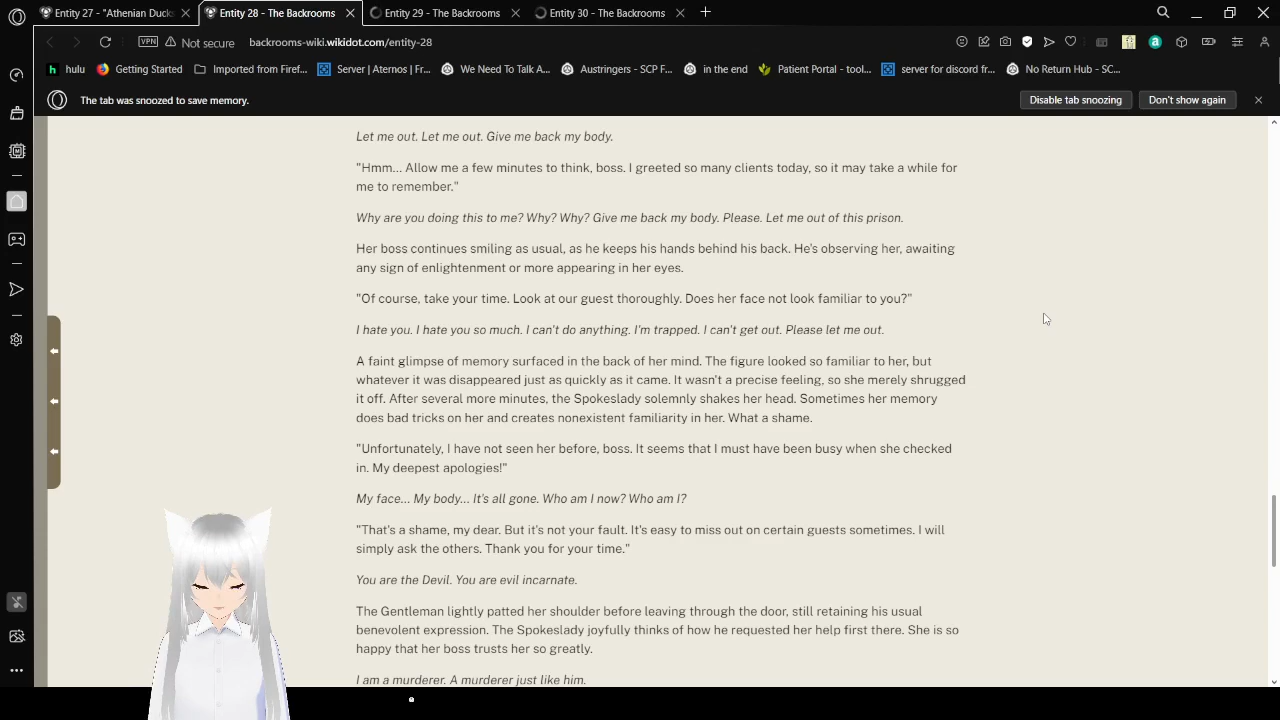 Entity 27 - "Athenian Ducks
Entity 28 - The Backrooms
Entity 29 - The Backrooms
Entity 30 - The Backrooms
VPN
Not secure
backrooms-wiki.wikidot.com/entity-28
hulu
Getting Started
Imported from Firef...
Server | Aternos | Fr...
We Need To Talk A...
Austringers - SCP F...
in the end
Patient Portal - tool...
server for discord fr...
No Return Hub - SC...
The tab was snoozed to save memory.
Disable tab snoozing
Don't show again
Let me out. Let me out. Give me back my body.
"Hmm... Allow me a few minutes to think, boss. I greeted so many clients today, so it may take a while for
me to remember."
Why are you doing this to me? Why? Why? Give me back my body. Please. Let me out of this prison.
Her boss continues smiling as usual, as he keeps his hands behind his back. He's observing her, awaiting
any sign of enlightenment or more appearing in her eyes.
"Of course, take your time. Look at our guest thoroughly. Does her face not look familiar to you?"
I hate you. I hate you so much. I can't do anything. I'm trapped. I can't get out. Please let me out.
A faint glimpse of memory surfaced in the back of her mind. The figure looked so familiar to her, but
whatever it was disappeared just as quickly as it came. It wasn't a precise feeling, so she merely shrugged
it off. After several more minutes, the Spokeslady solemnly shakes her head. Sometimes her memory
does bad tricks on her and creates nonexistent familiarity in her. What a shame.
"Unfortunately, I have not seen her before, boss. It seems that I must have been busy when she checked
in. My deepest apologies!"
My face... My body... It's all gone. Who am I now? Who am I?
"That's a shame, my dear. But it's not your fault. It's easy to miss out on certain guests sometimes. I will
simply ask the others. Thank you for your time."
You are the Devil. You are evil incarnate.
The Gentleman lightly patted her shoulder before leaving through the door, still retaining his usual
benevolent expression. The Spokeslady joyfully thinks of how he requested her help first there. She is so
happy that her boss trusts her so greatly.
I am a murderer. A murderer just like him.